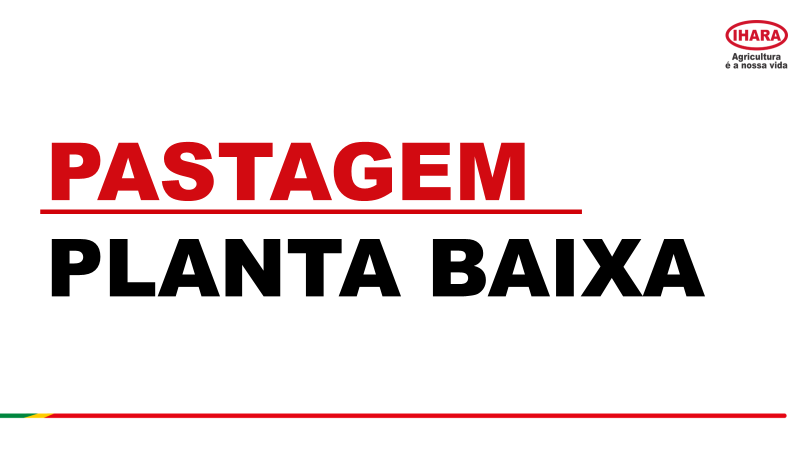 IHARA
Agricultura
é a nossa vida
PASTAGEM
PLANTA BAIXA